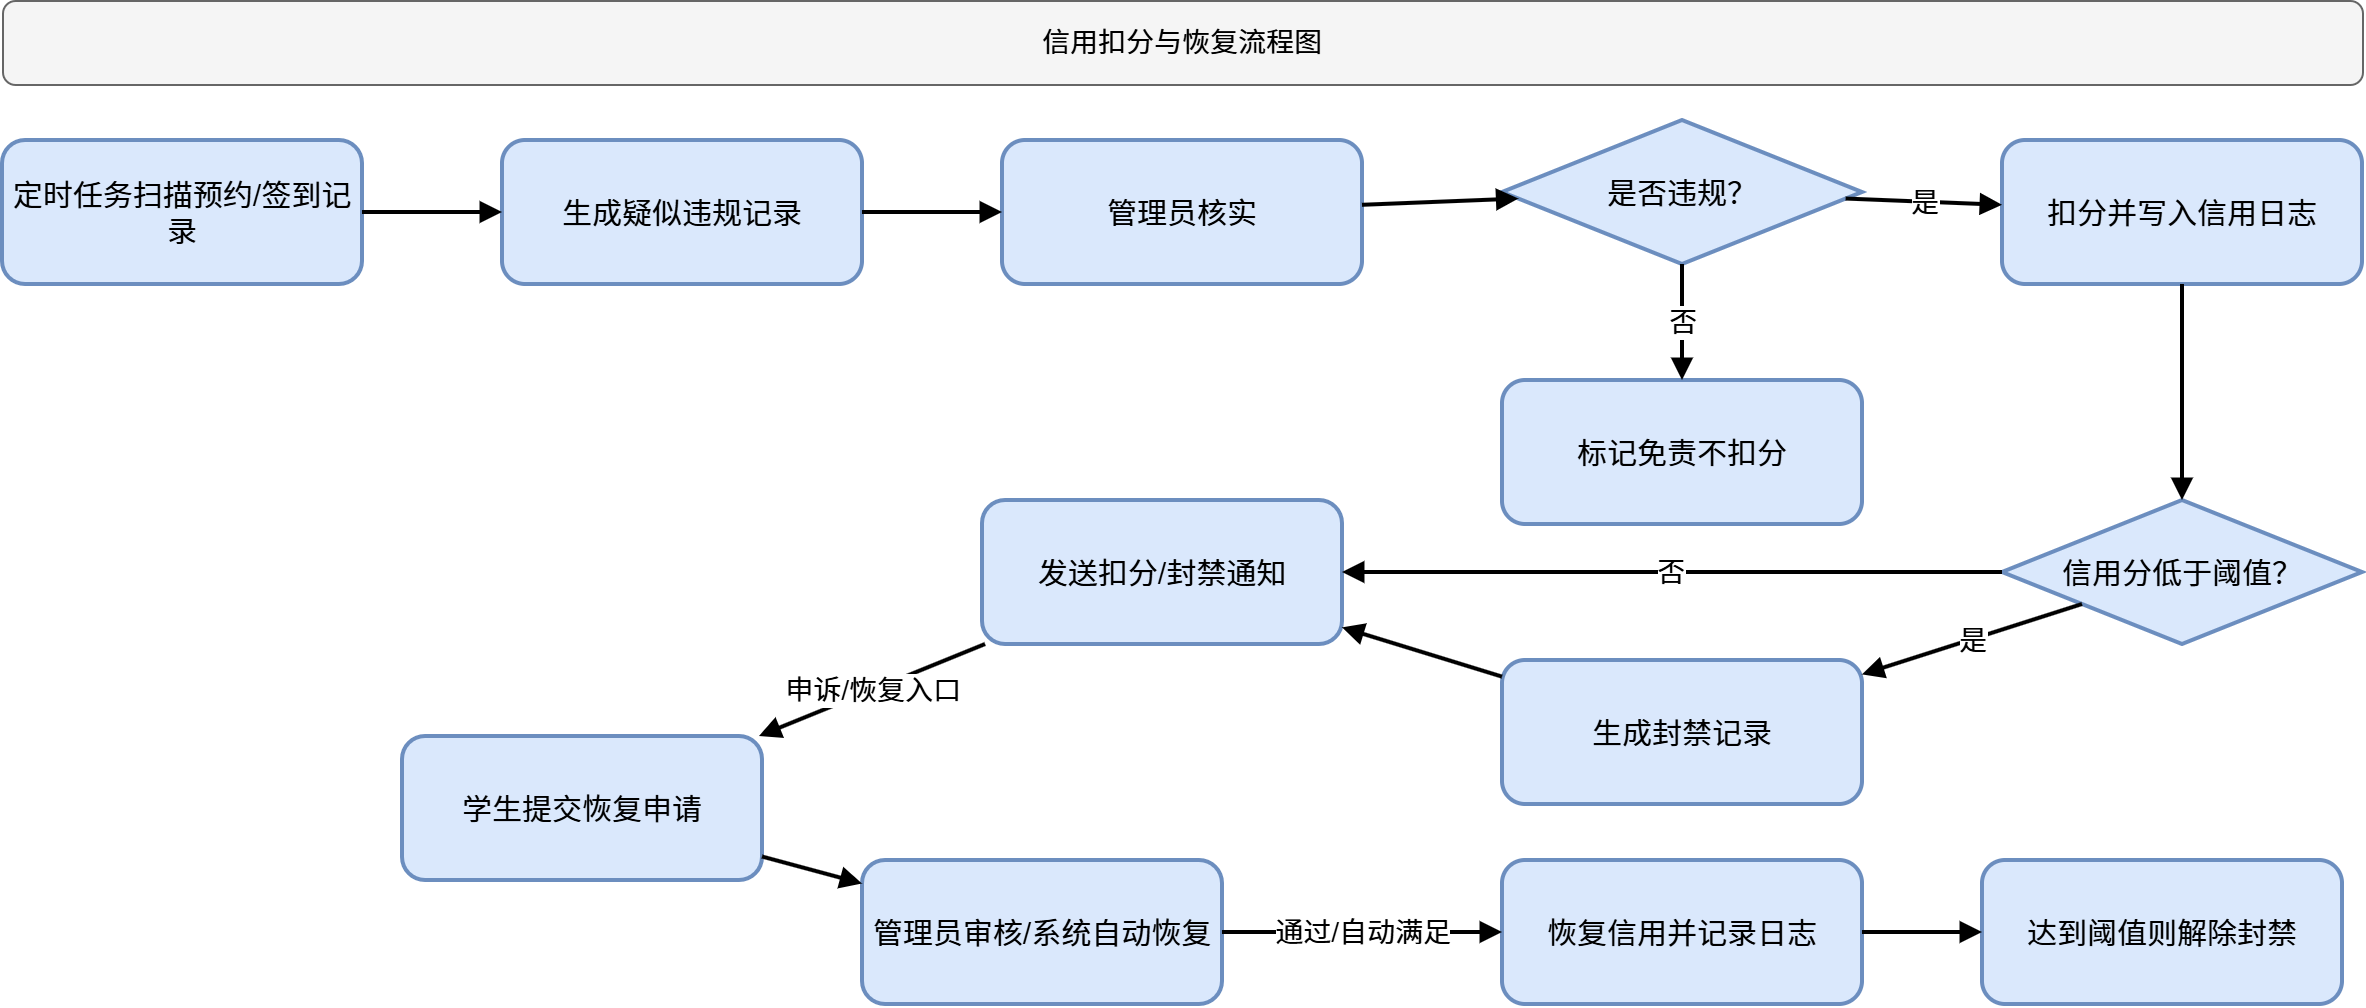 信用扣分与恢复流程图
定时任务扫描预约/签到记
录
生成疑似违规记录
管理员核实
是否违规？
是
扣分并写入信用日志
否
标记免责不扣分
发送扣分/封禁通知
否
信用分低于阈值？
是
申诉/恢复入口
生成封禁记录
学生提交恢复申请
管理员审核/系统自动恢复
通过/自动满足
恢复信用并记录日志
达到阈值则解除封禁